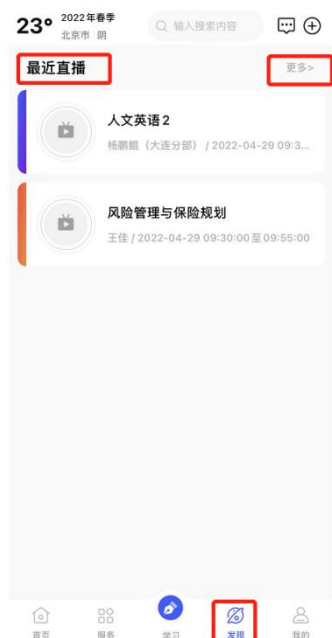 23° 2022年春季
北京市 阴
输入搜索内容
最近直播
更多>
人文英语2
杨鹏鲲（大连分部） / 2022-04-29 09:3...
风险管理与保险规划
王佳 / 2022-04-29 09:30:00 至 09:55:00
首页 服务 学习 发现 我的